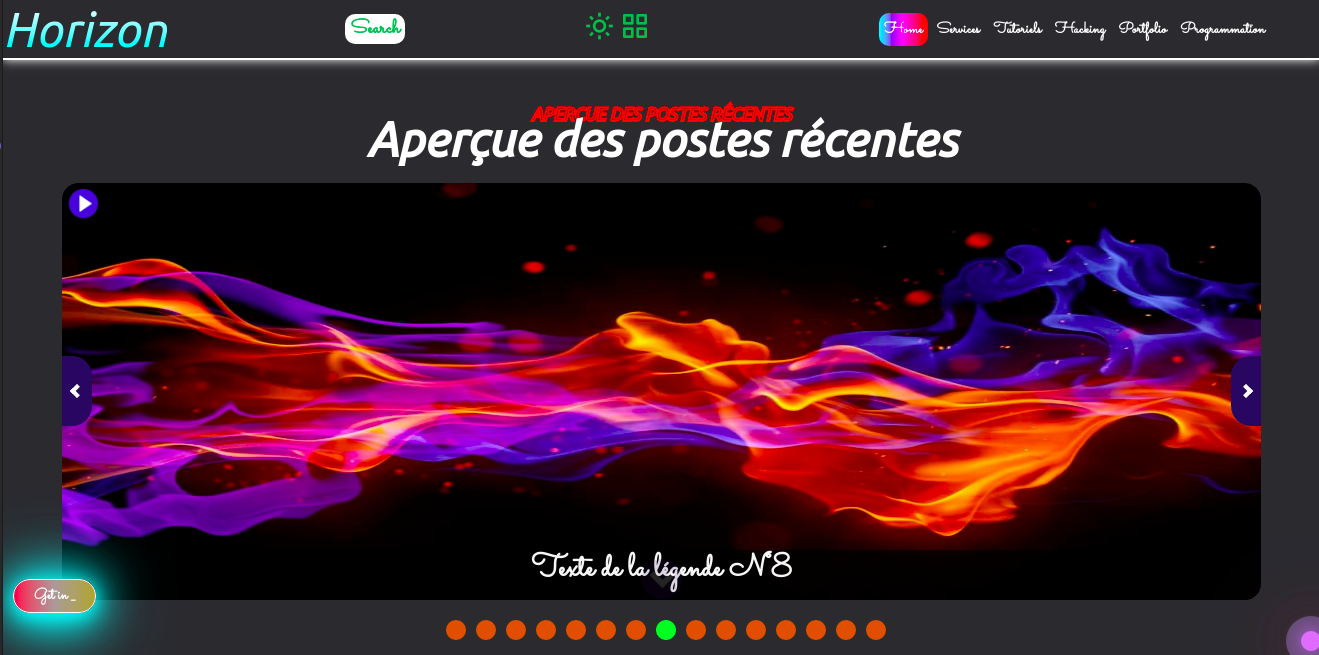 Horizon
Search
Home Services Tutoriels Hacking Portfolio Programmation
APERÇUE DES POSTES RÉCENTES
Aperçue des postes récentes
Texte de la légende N°8
Get in _